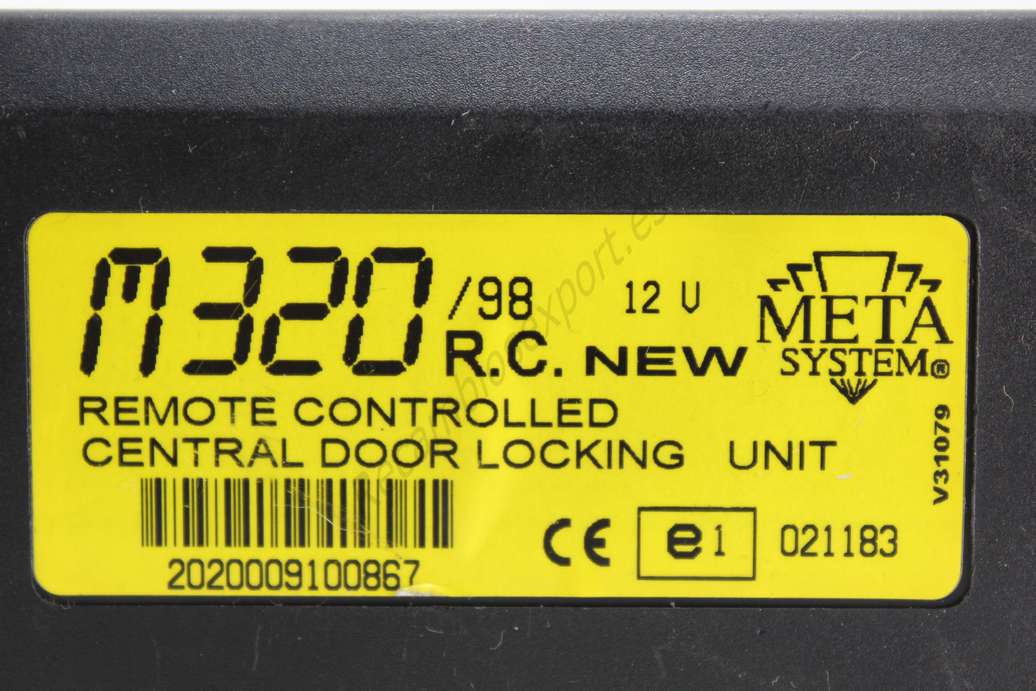 M320/98 12 V
R.C. NEW
META
SYSTEM®
REMOTE CONTROLLED
CENTRAL DOOR LOCKING UNIT
V31079
CE e1 021183
2020009100867